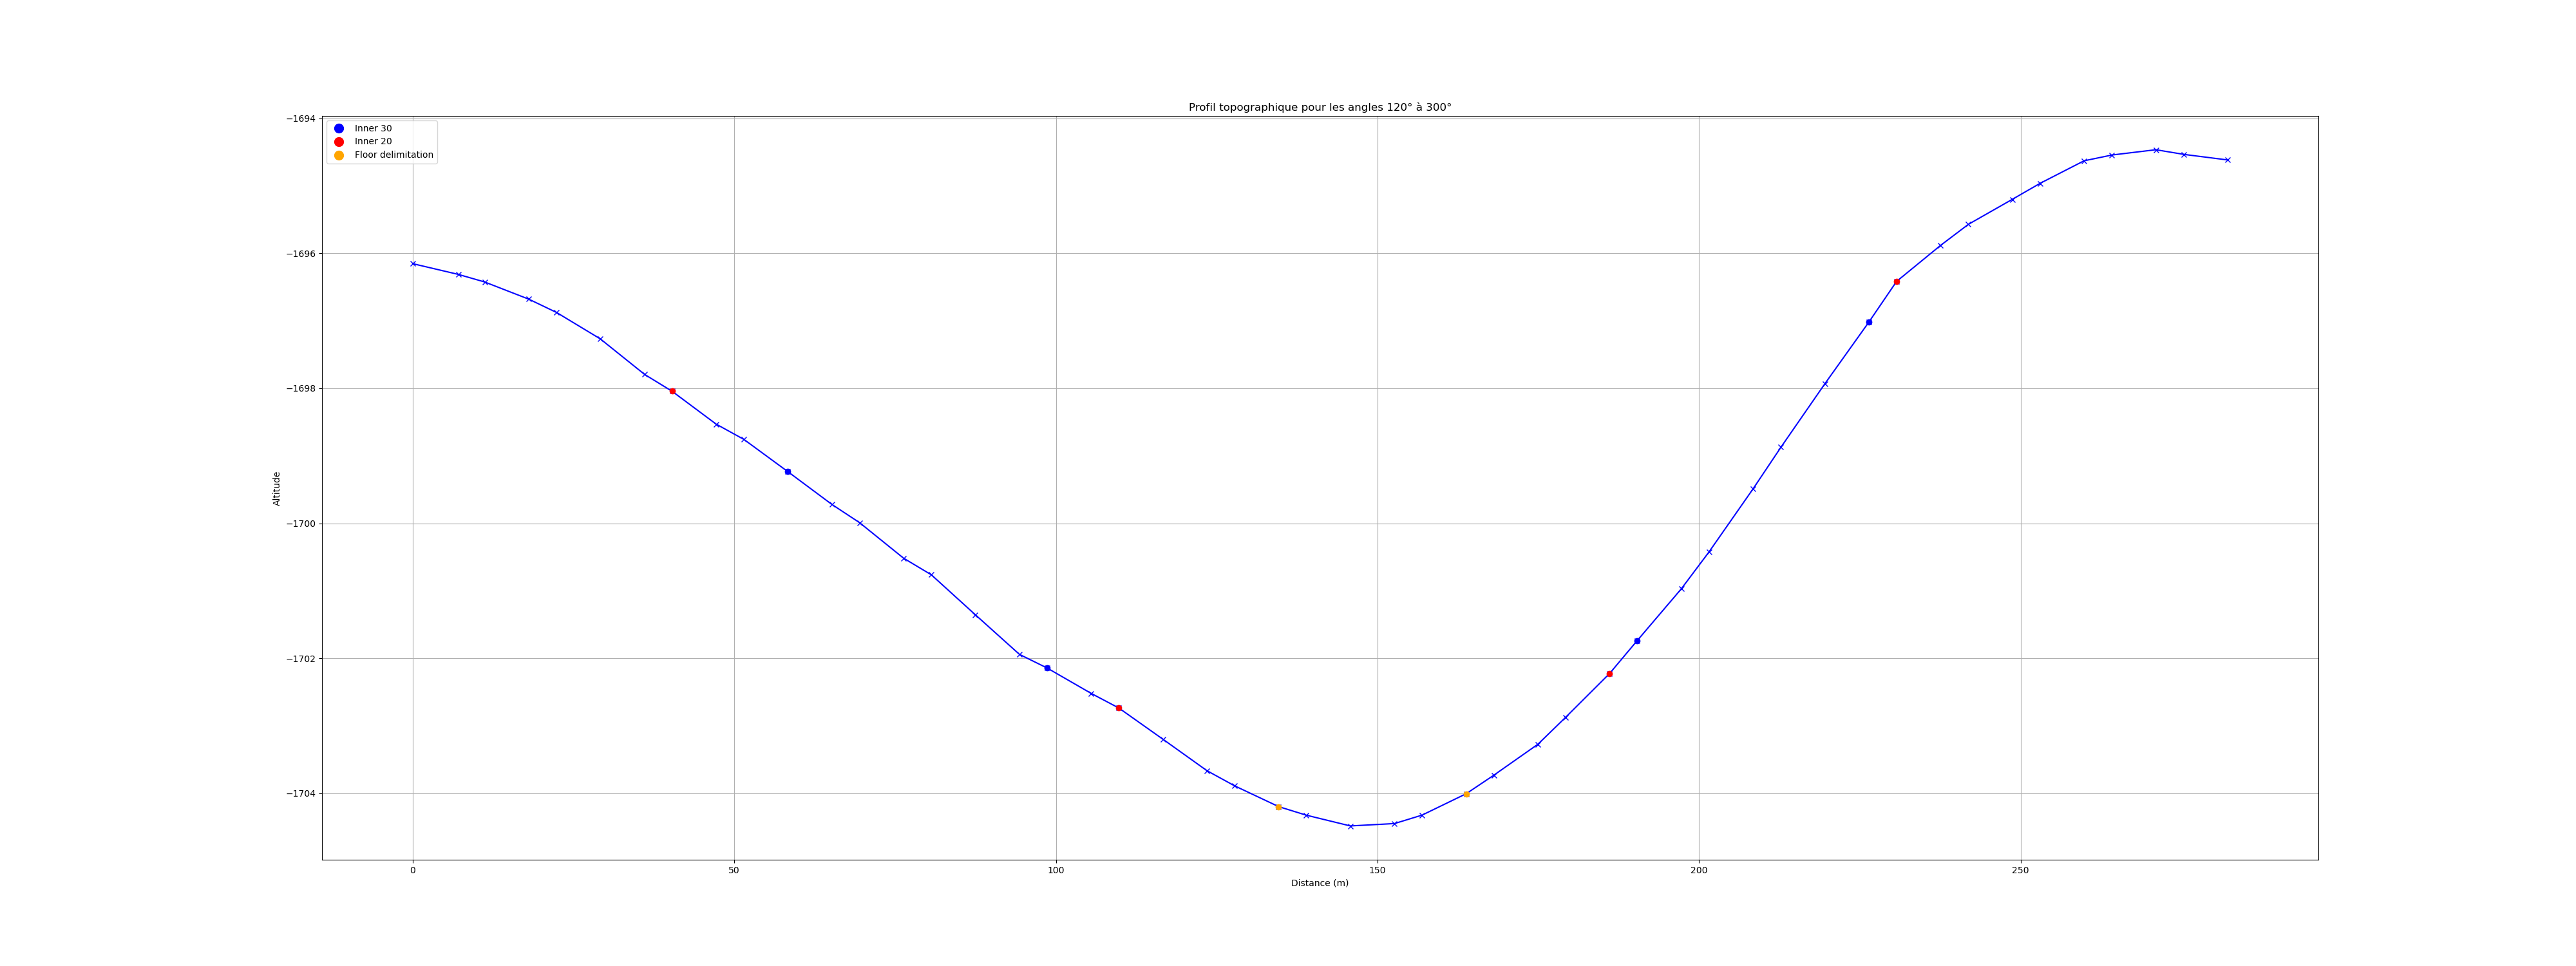 Profil topographique pour les angles 120° à 300°
Inner 30
Inner 20
Floor delimitation
−1694
−1696
−1698
−1700
−1702
−1704
Altitude
0 50 100 150 200 250
Distance (m)